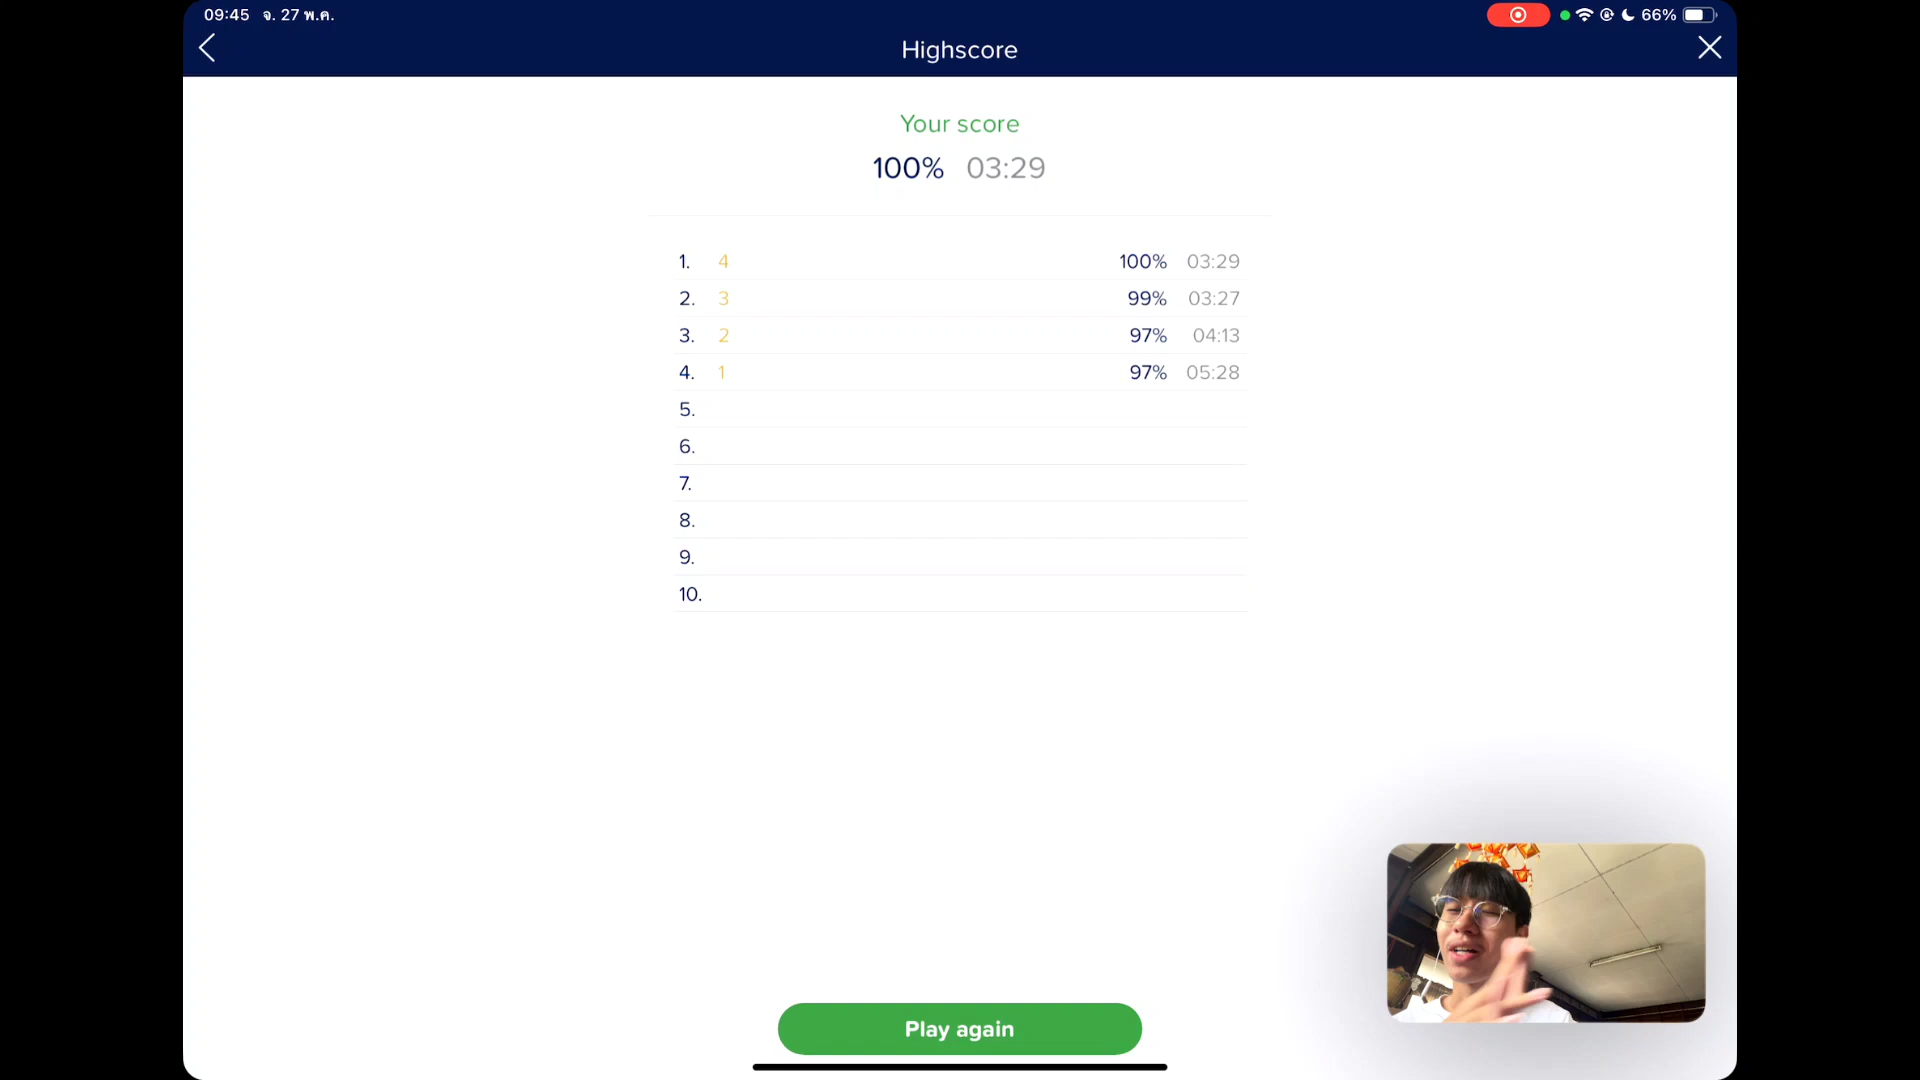 09:45 จ. 27 พ.ค. 66%
Highscore
Your score
100% 03:29
1. 4 100% 03:29
2. 3 99% 03:27
3. 2 97% 04:13
4. 1 97% 05:28
5.
6.
7.
8.
9.
10.
Play again